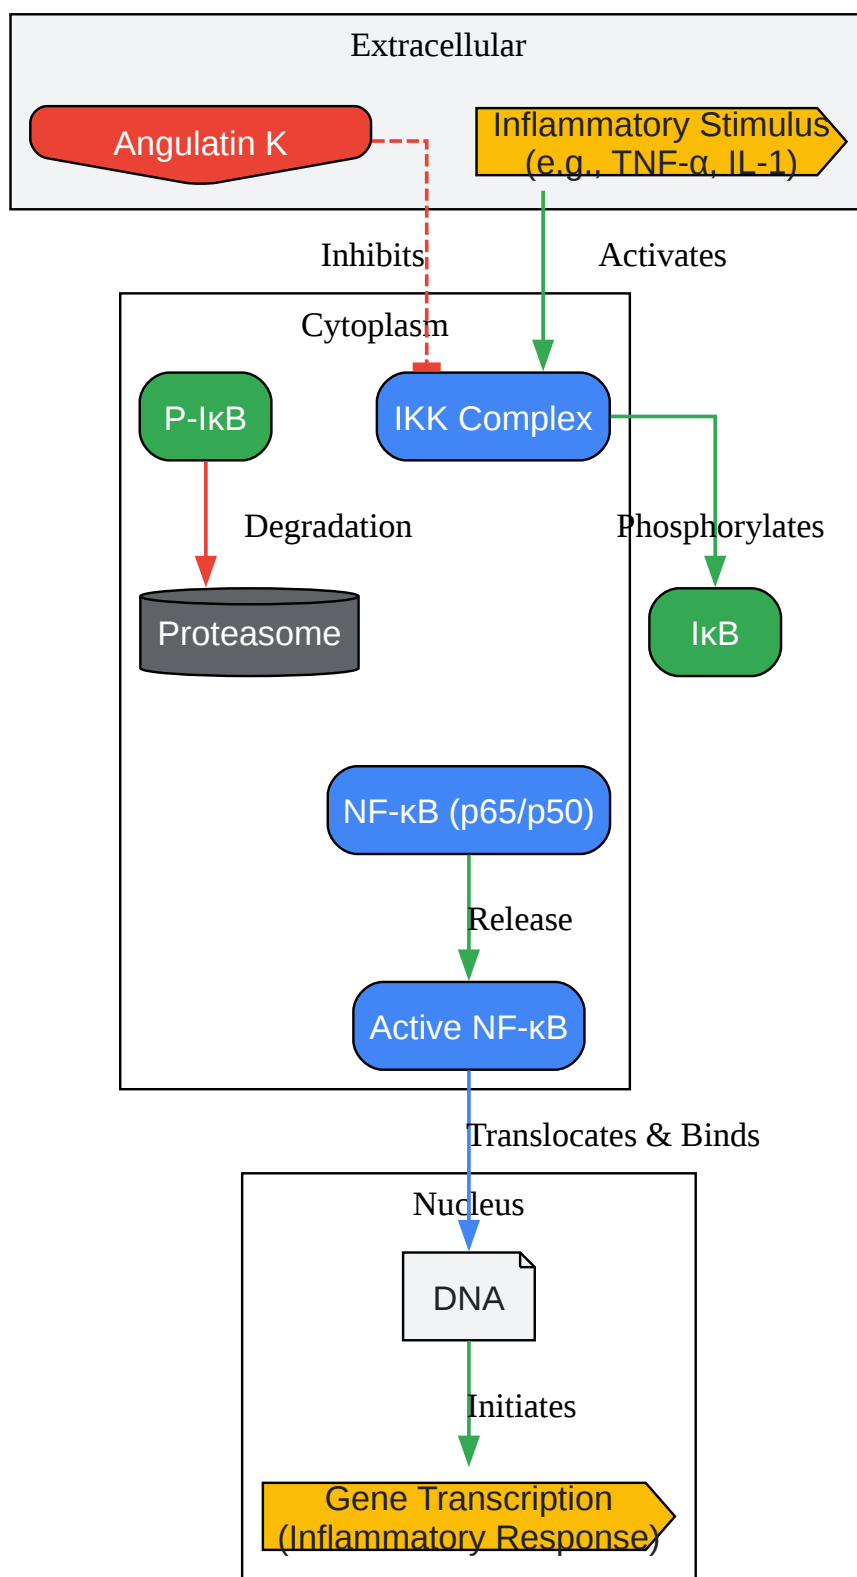 Extracellular
Angulatin K
Inflammatory Stimulus
(e.g., TNF-α, IL-1)
Inhibits
Activates
Cytoplasm
P-IκB
IKK Complex
Degradation
Phosphorylates
Proteasome
IκB
NF-κB (p65/p50)
Release
Active NF-κB
Translocates & Binds
Nucleus
DNA
Initiates
Gene Transcription
(Inflammatory Response)